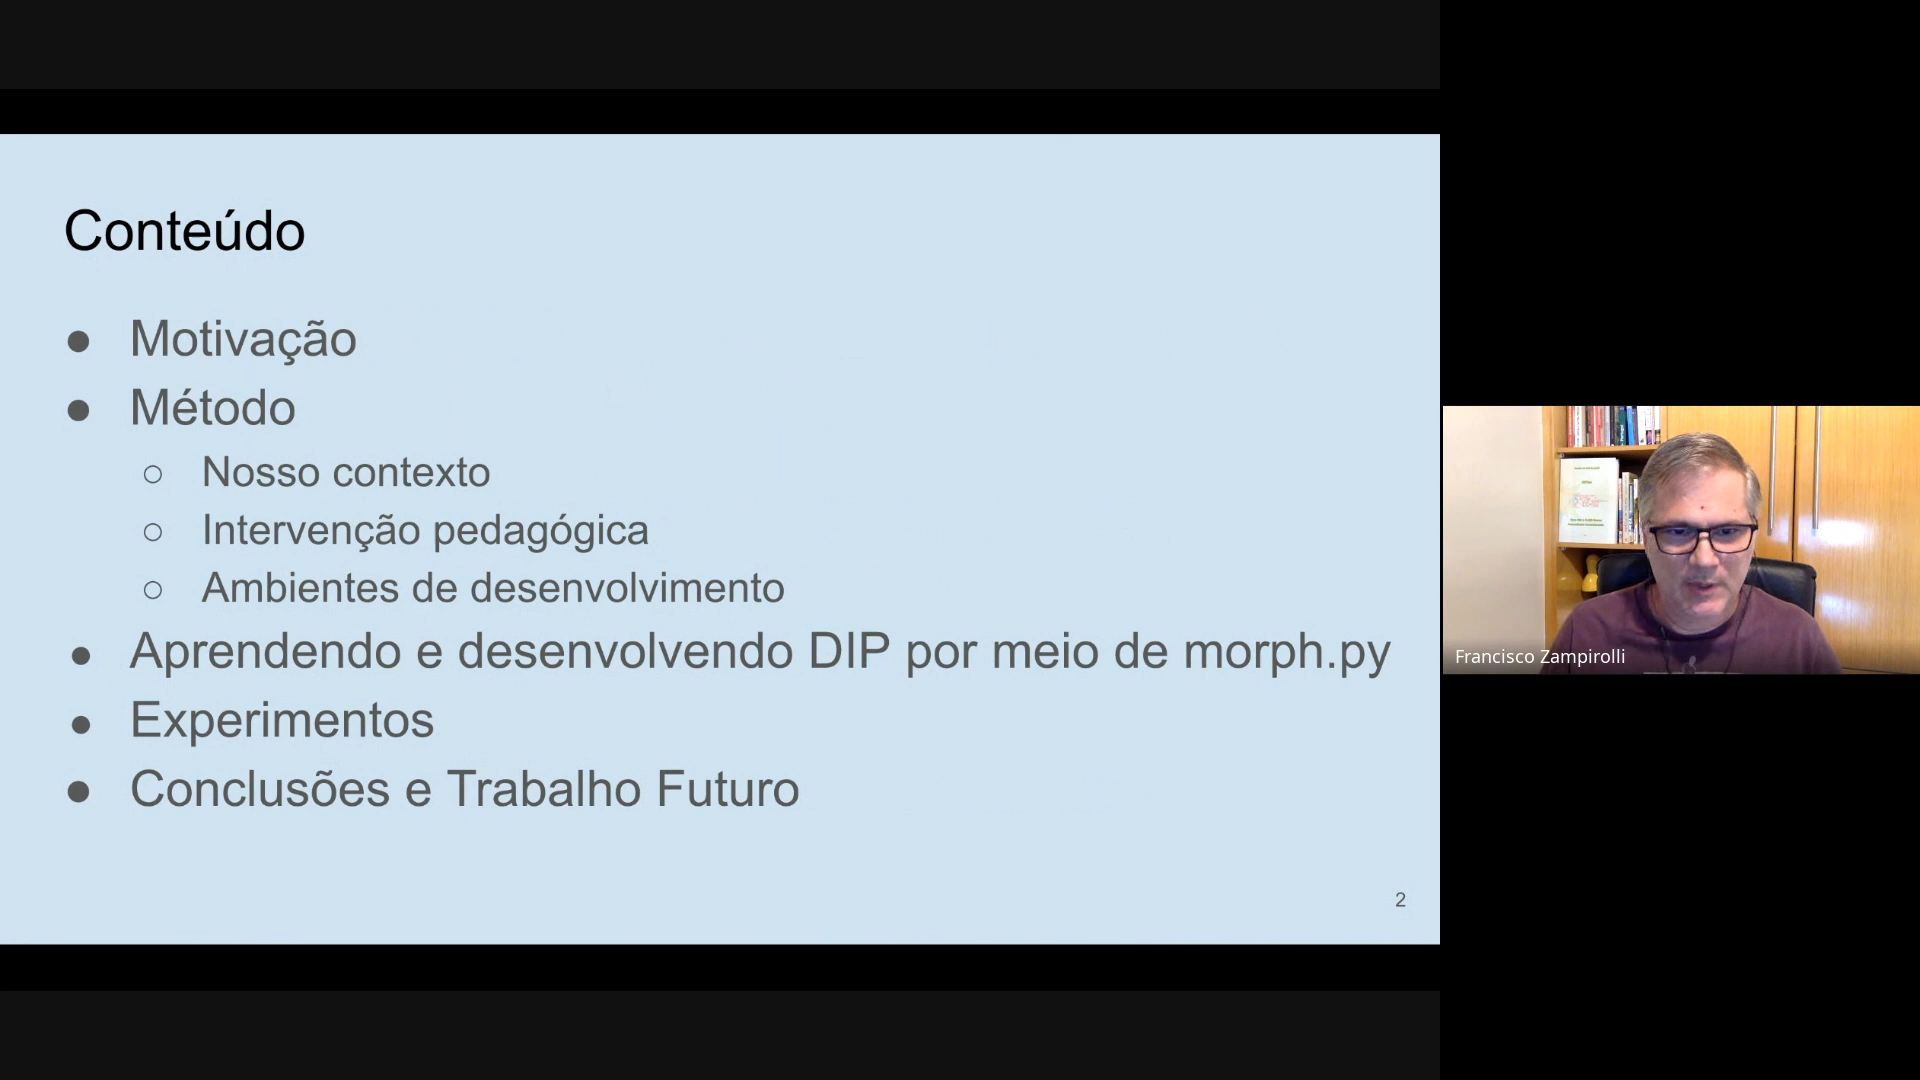 Conteúdo
● Motivação
● Método
○ Nosso contexto
○ Intervenção pedagógica
○ Ambientes de desenvolvimento
● Aprendendo e desenvolvendo DIP por meio de morph.py
● Experimentos
● Conclusões e Trabalho Futuro
2
Francisco Zampirolli